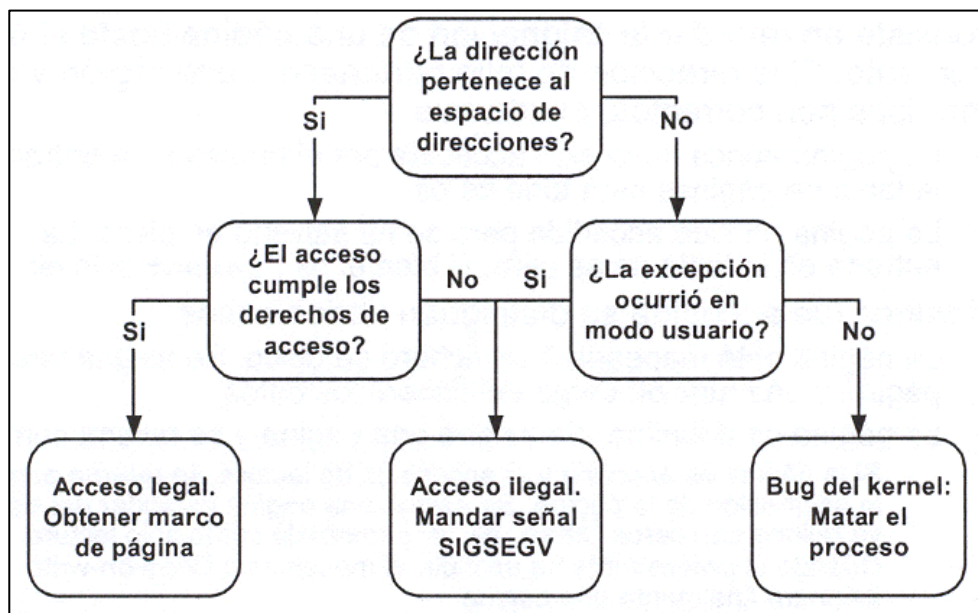 ¿La dirección
pertenece al
espacio de
direcciones?
Si
No
¿El acceso
cumple los
derechos de
acceso?
No
Si
¿La excepción
ocurrió en
modo usuario?
Si
No
Acceso legal.
Obtener marco
de página
Acceso ilegal.
Mandar señal
SIGSEGV
Bug del kernel:
Matar el
proceso